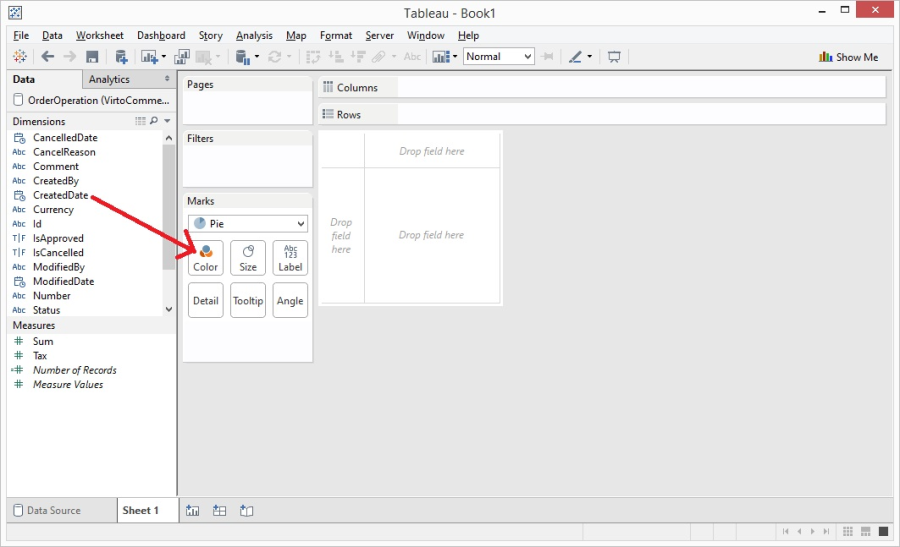 Tableau - Book1
File Data Worksheet Dashboard Story Analysis Map Format Server Window Help
Abc Normal Show Me
Data Analytics
OrderOperation (VirtoComme...
Dimensions
CancelledDate
Abc CancelReason
Abc Comment
Abc CreatedBy
CreatedDate
Abc Currency
Abc Id
T|F IsApproved
T|F IsCancelled
Abc ModifiedBy
ModifiedDate
Abc Number
Abc Status
Measures
# Sum
# Tax
# Number of Records
# Measure Values
Pages
Filters
Marks
Pie
Color Size Abc 123 Label
Detail Tooltip Angle
Columns
Rows
Drop field here
Drop
field
here
Drop field here
Data Source Sheet 1